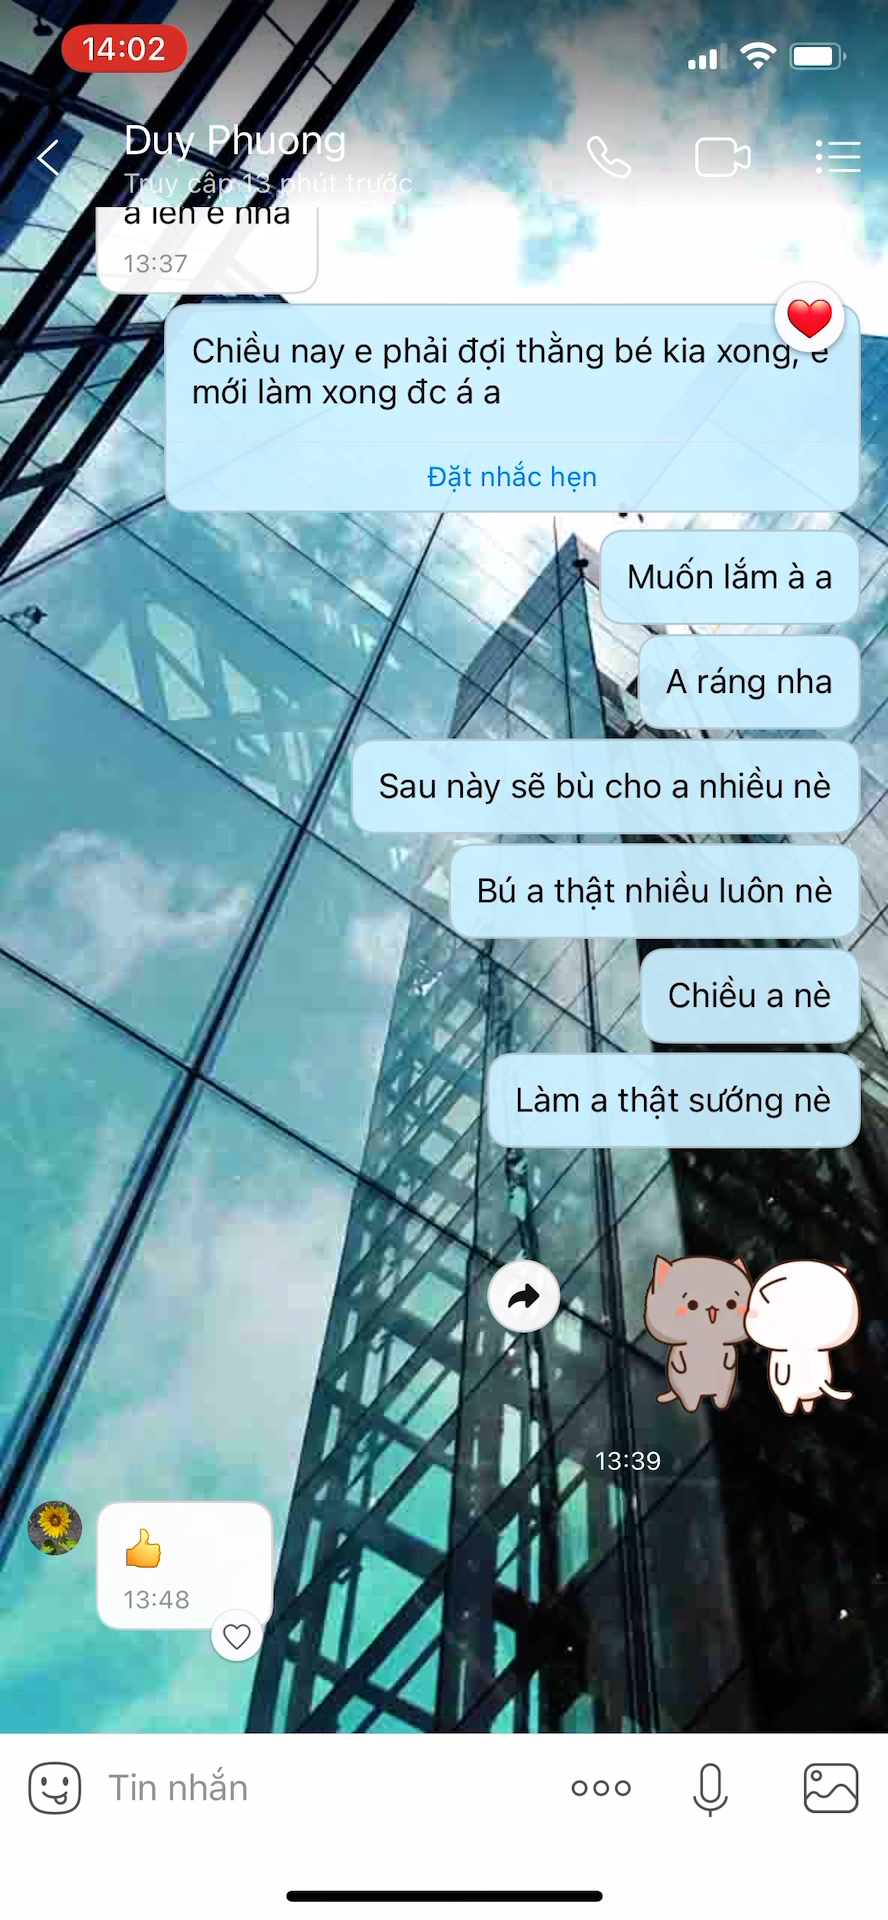 14:02
Duy Phuong
Truy cập 13 phút trước
a lên e nha
13:37
Chiều nay e phải đợi thằng bé kia xong, e
mới làm xong đc á a
Đặt nhắc hẹn
Muốn lắm à a
A ráng nha
Sau này sẽ bù cho a nhiều nè
Bú a thật nhiều luôn nè
Chiều a nè
Làm a thật sướng nè
13:39
13:48
Tin nhắn